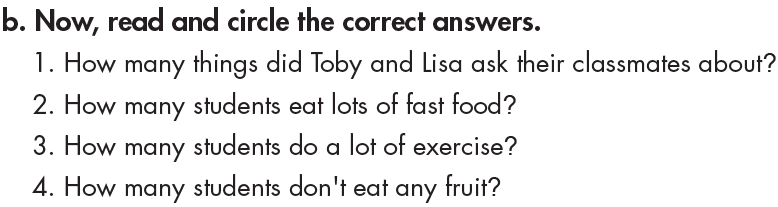 b. Now, read and circle the correct answers.
1. How many things did Toby and Lisa ask their classmates about?
2. How many students eat lots of fast food?
3. How many students do a lot of exercise?
4. How many students don't eat any fruit?